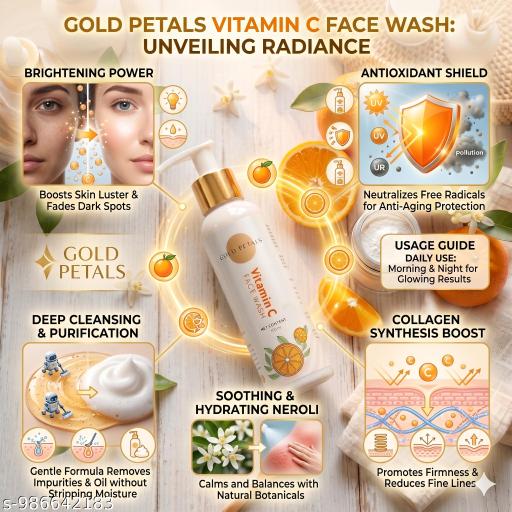 GOLD PETALS VITAMIN C FACE WASH:
UNVEILING RADIANCE
BRIGHTENING POWER
Boosts Skin Luster &
Fades Dark Spots
ANTIOXIDANT SHIELD
UV
UV
UR
Pollution
Neutralizes Free Radicals
for Anti-Aging Protection
GOLD
PETALS
GOLD PETALS
Vitamin C
FACE WASH
NET CONTENT
USAGE GUIDE
DAILY USE:
Morning & Night for
Glowing Results
DEEP CLEANSING
& PURIFICATION
Gentle Formula Removes
Impurities & Oil without
Stripping Moisture
SOOTHING &
HYDRATING NEROLI
Calms and Balances with
Natural Botanicals
COLLAGEN
SYNTHESIS BOOST
C
Promotes Firmness &
Reduces Fine Lines
s-986642183